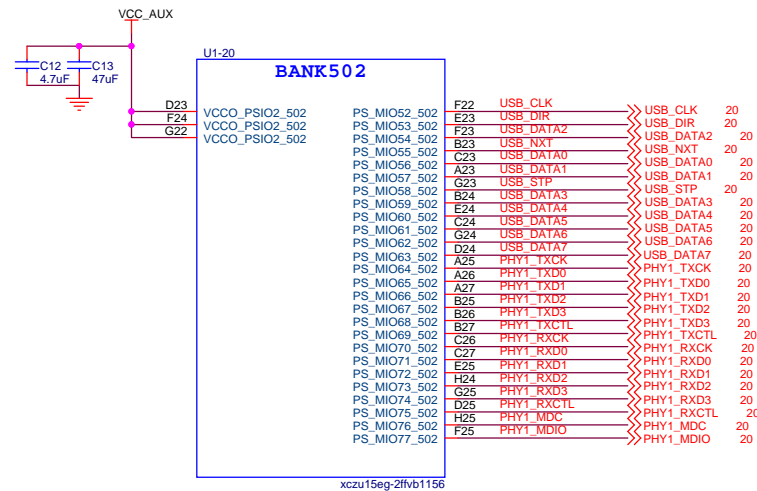 VCC_AUX
U1-20
BANK502
C12 C13
4.7uF 47uF
D23 VCCO_PSIO2_502 PS_MIO52_502 F22 USB_CLK USB_CLK 20
F24 VCCO_PSIO2_502 PS_MIO53_502 E23 USB_DIR USB_DIR 20
G22 VCCO_PSIO2_502 PS_MIO54_502 F23 USB_DATA2 USB_DATA2 20
PS_MIO55_502 B23 USB_NXT USB_NXT 20
PS_MIO56_502 C23 USB_DATA0 USB_DATA0 20
PS_MIO57_502 A23 USB_DATA1 USB_DATA1 20
PS_MIO58_502 G23 USB_STP USB_STP 20
PS_MIO59_502 B24 USB_DATA3 USB_DATA3 20
PS_MIO60_502 E24 USB_DATA4 USB_DATA4 20
PS_MIO61_502 C24 USB_DATA5 USB_DATA5 20
PS_MIO62_502 G24 USB_DATA6 USB_DATA6 20
PS_MIO63_502 D24 USB_DATA7 USB_DATA7 20
PS_MIO64_502 A25 PHY1_TXCK PHY1_TXCK 20
PS_MIO65_502 A26 PHY1_TXD0 PHY1_TXD0 20
PS_MIO66_502 A27 PHY1_TXD1 PHY1_TXD1 20
PS_MIO67_502 B25 PHY1_TXD2 PHY1_TXD2 20
PS_MIO68_502 B26 PHY1_TXD3 PHY1_TXD3 20
PS_MIO69_502 B27 PHY1_TXCTL PHY1_TXCTL 20
PS_MIO70_502 C26 PHY1_RXCK PHY1_RXCK 20
PS_MIO71_502 C27 PHY1_RXD0 PHY1_RXD0 20
PS_MIO72_502 E25 PHY1_RXD1 PHY1_RXD1 20
PS_MIO73_502 H24 PHY1_RXD2 PHY1_RXD2 20
PS_MIO74_502 G25 PHY1_RXD3 PHY1_RXD3 20
PS_MIO75_502 D25 PHY1_RXCTL PHY1_RXCTL 20
PS_MIO76_502 H25 PHY1_MDC PHY1_MDC 20
PS_MIO77_502 F25 PHY1_MDIO PHY1_MDIO 20
xczu15eg-2ffvb1156